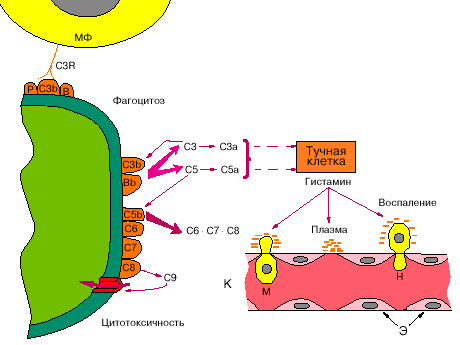 МФ
C3R
P C3b B
Фагоцитоз
C3b
Bb
C3 C3a
C5 C5a
Тучная
клетка
Гистамин
C5b
C6
C7
C8
C6 · C7 · C8
C9
Воспаление
Плазма
К
М
Н
Э
Цитотоксичность